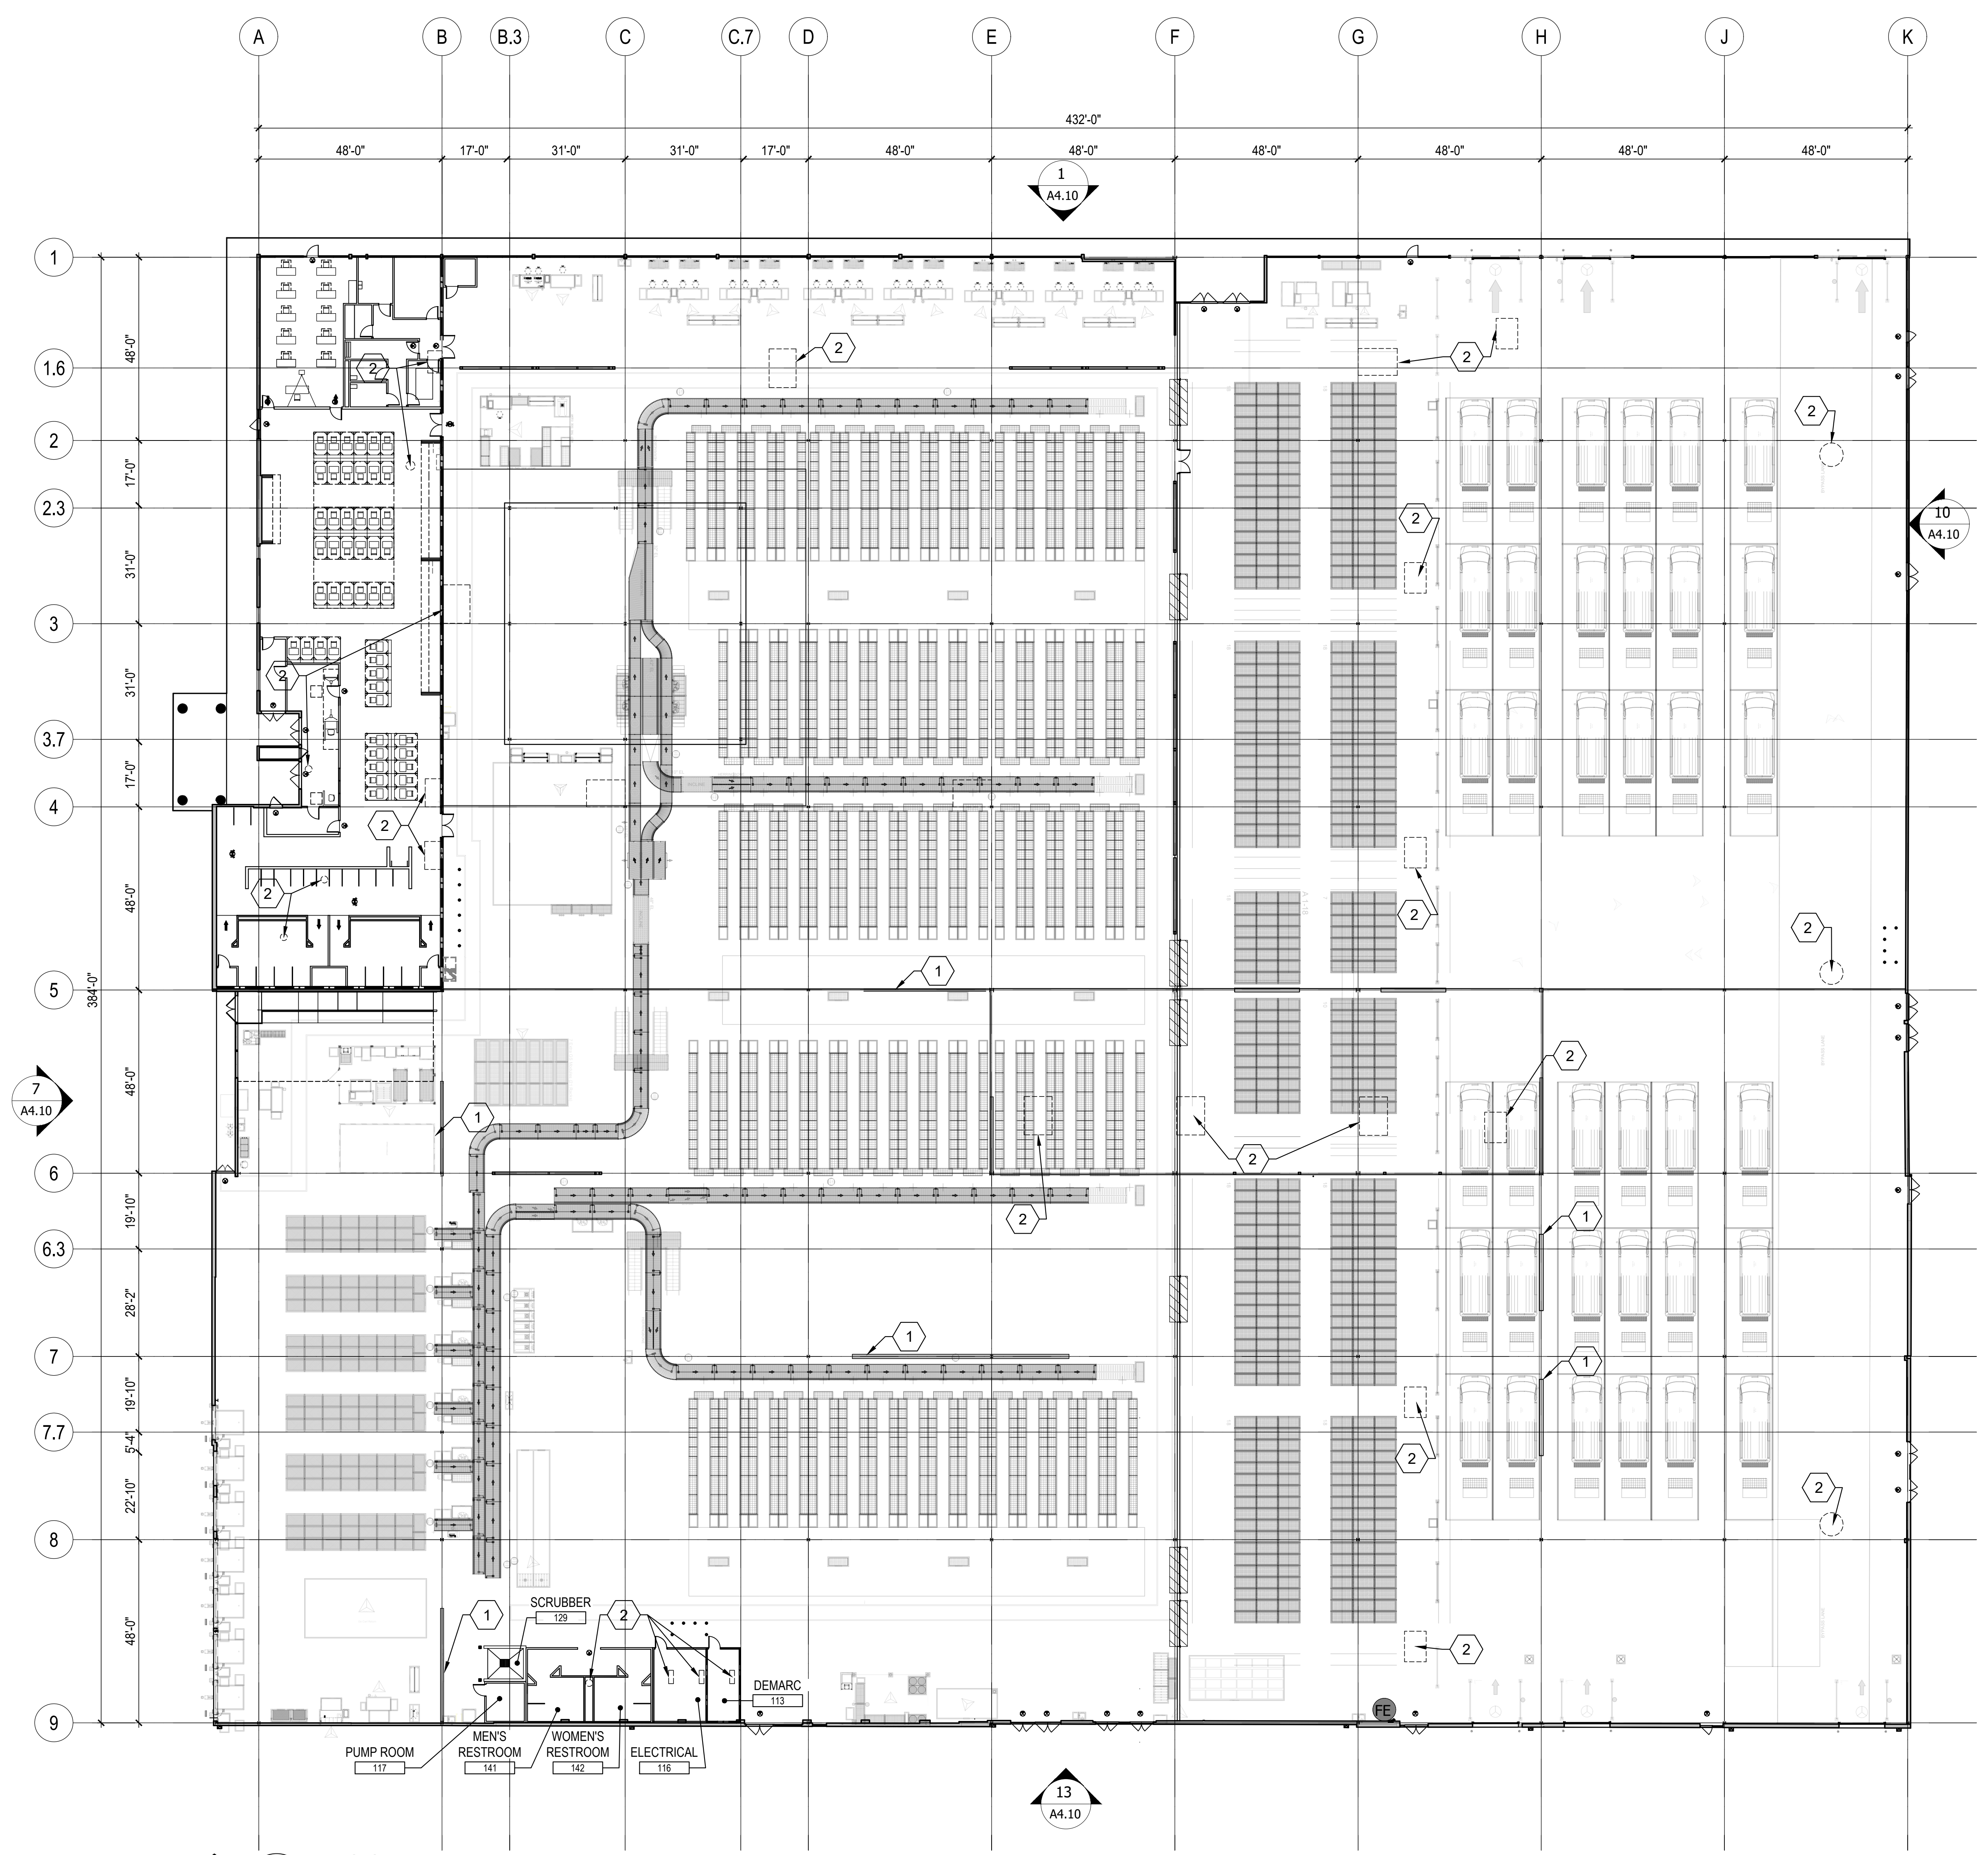 A
B
B.3
C
C.7
D
E
F
G
H
J
K
432'-0"
48'-0"
17'-0"
31'-0"
31'-0"
17'-0"
48'-0"
48'-0"
48'-0"
48'-0"
48'-0"
48'-0"
1
A4.10
1
48'-0"
2
2
1.6
2
2
2
2
17'-0"
2.3
2
10
A4.10
31'-0"
3
2
31'-0"
3.7
17'-0"
4
2
2
48'-0"
2
2
1
384'-0"
5
48'-0"
2
7
A4.10
1
6
2
19'-10"
2
1
6.3
28'-2"
1
7
1
19'-10"
7.7
5'-4"
2
22'-10"
2
8
48'-0"
SCRUBBER
129
1
2
2
DEMARC
113
FE
9
PUMP ROOM
117
MEN'S
RESTROOM
141
WOMEN'S
RESTROOM
142
ELECTRICAL
116
13
A4.10